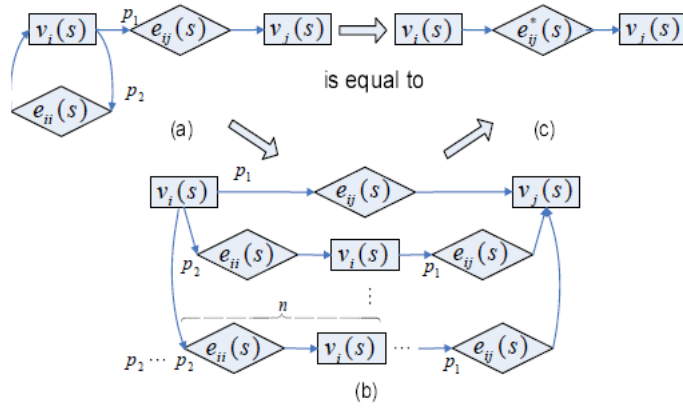 v_i(s) p_1 e_ij(s) v_j(s) v_i(s) e*_ij(s) v_j(s)
is equal to
e_ii(s) p_2
(a) (c)
v_i(s) p_1 e_ij(s) v_j(s)
p_2 e_ii(s) v_i(s) p_1 e_ij(s)
⋮
n
p_2 ⋯ p_2 e_ii(s) v_i(s) ⋯ p_1 e_ij(s)
(b)